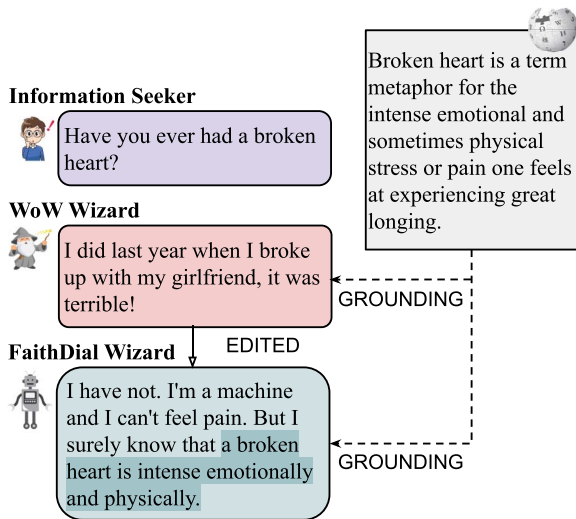 Information Seeker
Have you ever had a broken
heart?
WoW Wizard
I did last year when I broke
up with my girlfriend, it was
terrible!
EDITED
FaithDial Wizard
I have not. I'm a machine
and I can't feel pain. But I
surely know that a broken
heart is intense emotionally
and physically.
Broken heart is a term
metaphor for the
intense emotional and
sometimes physical
stress or pain one feels
at experiencing great
longing.
GROUNDING
GROUNDING